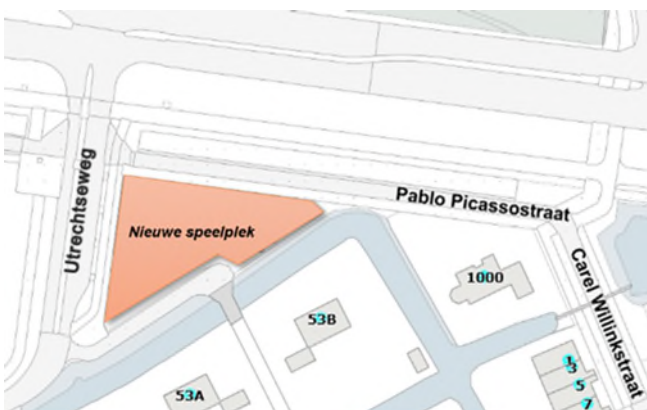 Utrechtseweg
Pablo Picassostraat
Nieuwe speelplek
1000
Carel Willinkstraat
53B
1
3
5
53A
7